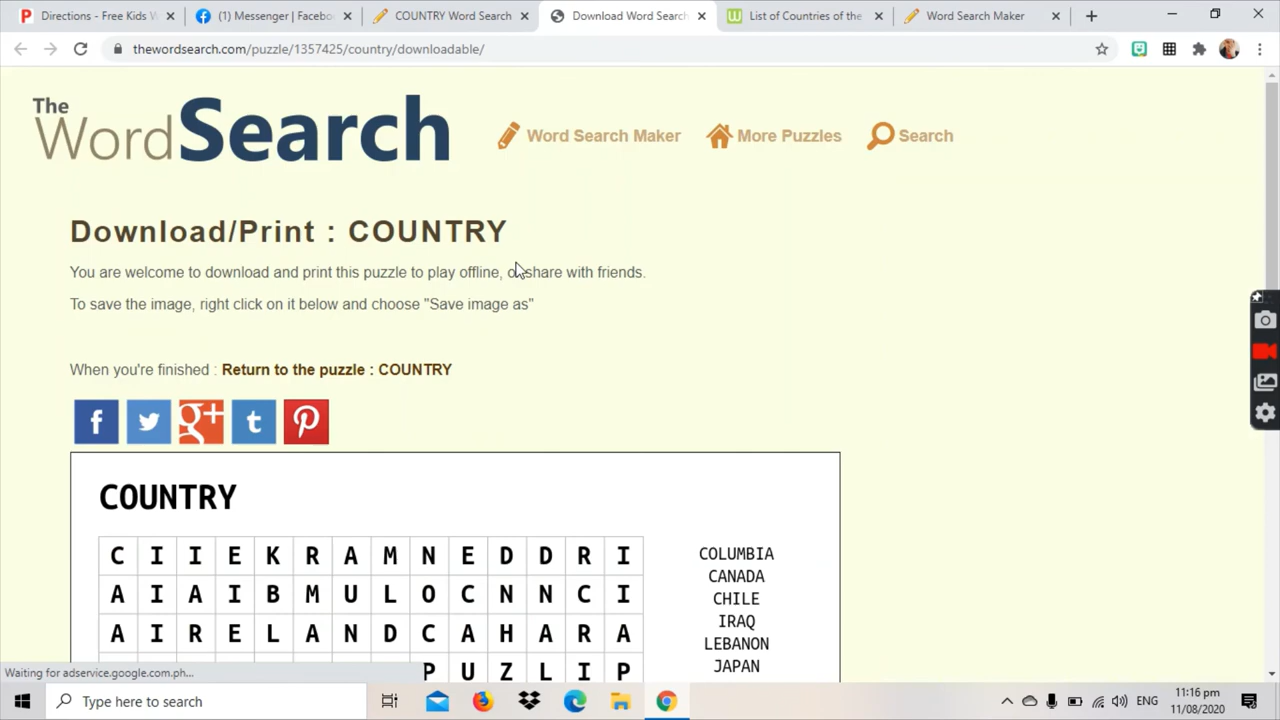 Directions - Free Kids W
(1) Messenger | Facebo
COUNTRY Word Search
Download Word Search
List of Countries of the
Word Search Maker
thewordsearch.com/puzzle/1357425/country/downloadable/
The
WordSearch
Word Search Maker
More Puzzles
Search
Download/Print : COUNTRY
You are welcome to download and print this puzzle to play offline, or share with friends.
To save the image, right click on it below and choose "Save image as"
When you're finished : Return to the puzzle : COUNTRY
f
t
g+
COUNTRY
C I I E K R A M N E D D R I
A I A I B M U L O C N N C I
A I R E L A N D C A H A R A
P U Z L I P
COLUMBIA
CANADA
CHILE
IRAQ
LEBANON
JAPAN
Waiting for adservice.google.com.ph...
Type here to search
ENG
11:16 pm
11/08/2020